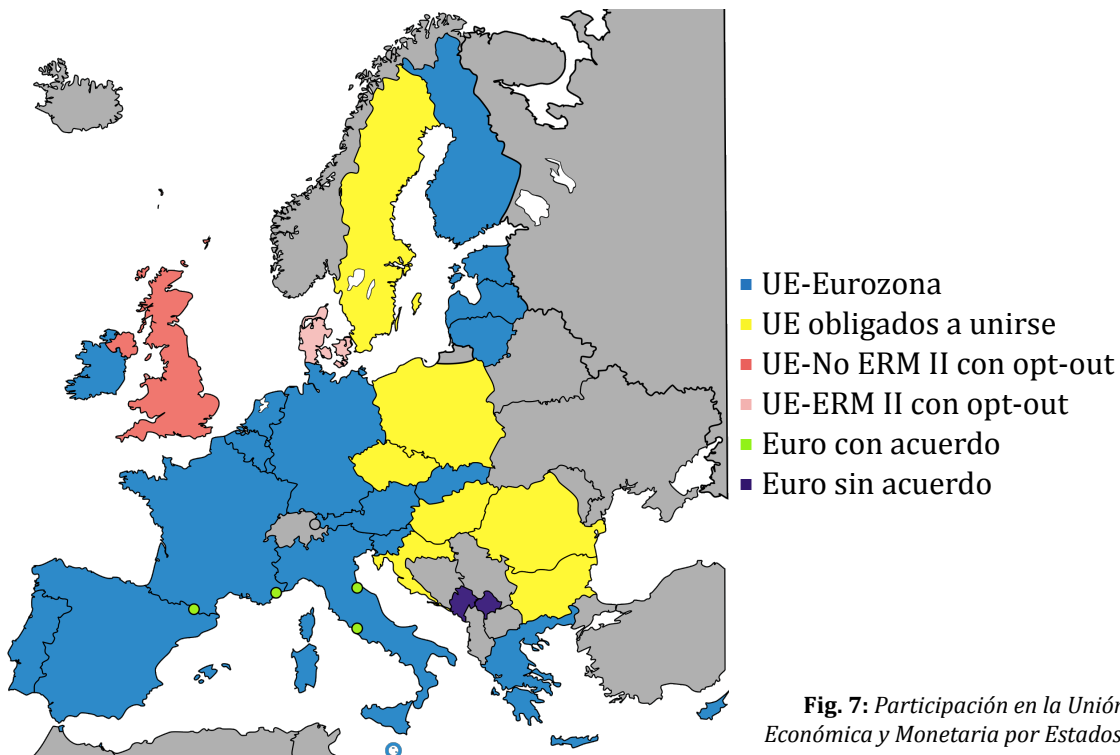 UE-Eurozona
UE obligados a unirse
UE-No ERM II con opt-out
UE-ERM II con opt-out
Euro con acuerdo
Euro sin acuerdo
Fig. 7: Participación en la Unión
Económica y Monetaria por Estados